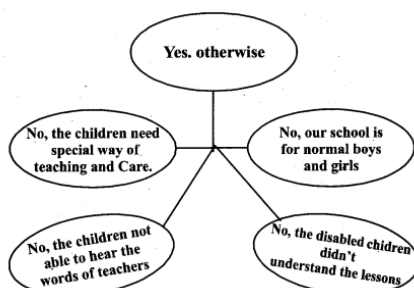 Yes. otherwise
No, the children need
special way of
teaching and Care.
No, our school is
for normal boys
and girls
No, the children not
able to hear the
words of teachers
No, the disabled chidren
didn't
understand the lessons